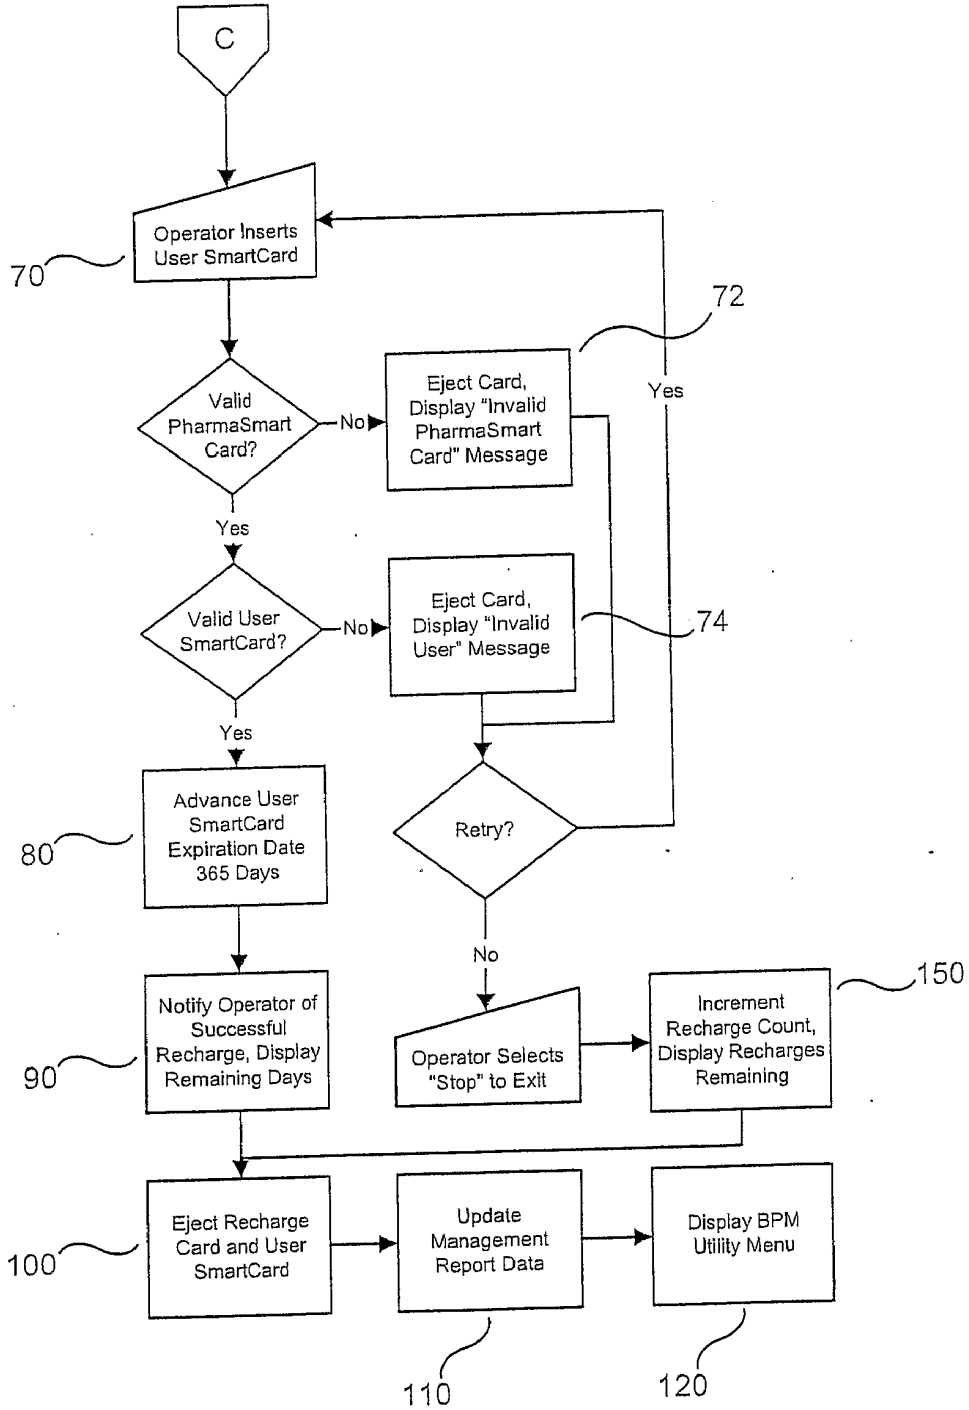 C
Operator Inserts
User SmartCard
70
72
Valid
PharmaSmart
Card?
No
Eject Card,
Display “Invalid
PharmaSmart
Card” Message
Yes
Yes
Valid User
SmartCard?
No
Eject Card,
Display “Invalid
User” Message
74
Yes
Advance User
SmartCard
Expiration Date
365 Days
80
Retry?
No
Notify Operator of
Successful
Recharge, Display
Remaining Days
90
Operator Selects
“Stop” to Exit
Increment
Recharge Count,
Display Recharges
Remaining
150
Eject Recharge
Card and User
SmartCard
100
Update
Management
Report Data
110
Display BPM
Utility Menu
120